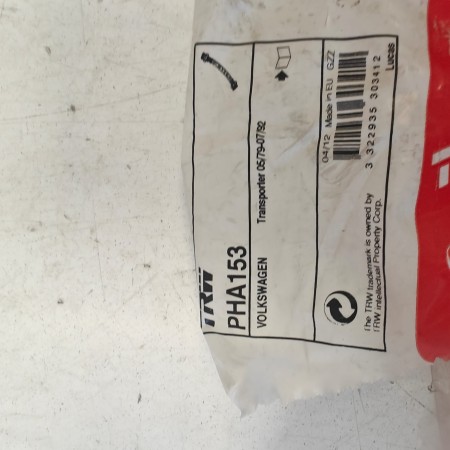 TRW
PHA153
VOLKSWAGEN Transporter 05/79-07/92
04/12 Made in EU GZ2
3 322935 303412
Lucas
The TRW trademark is owned by
TRW Intellectual Property Corp.